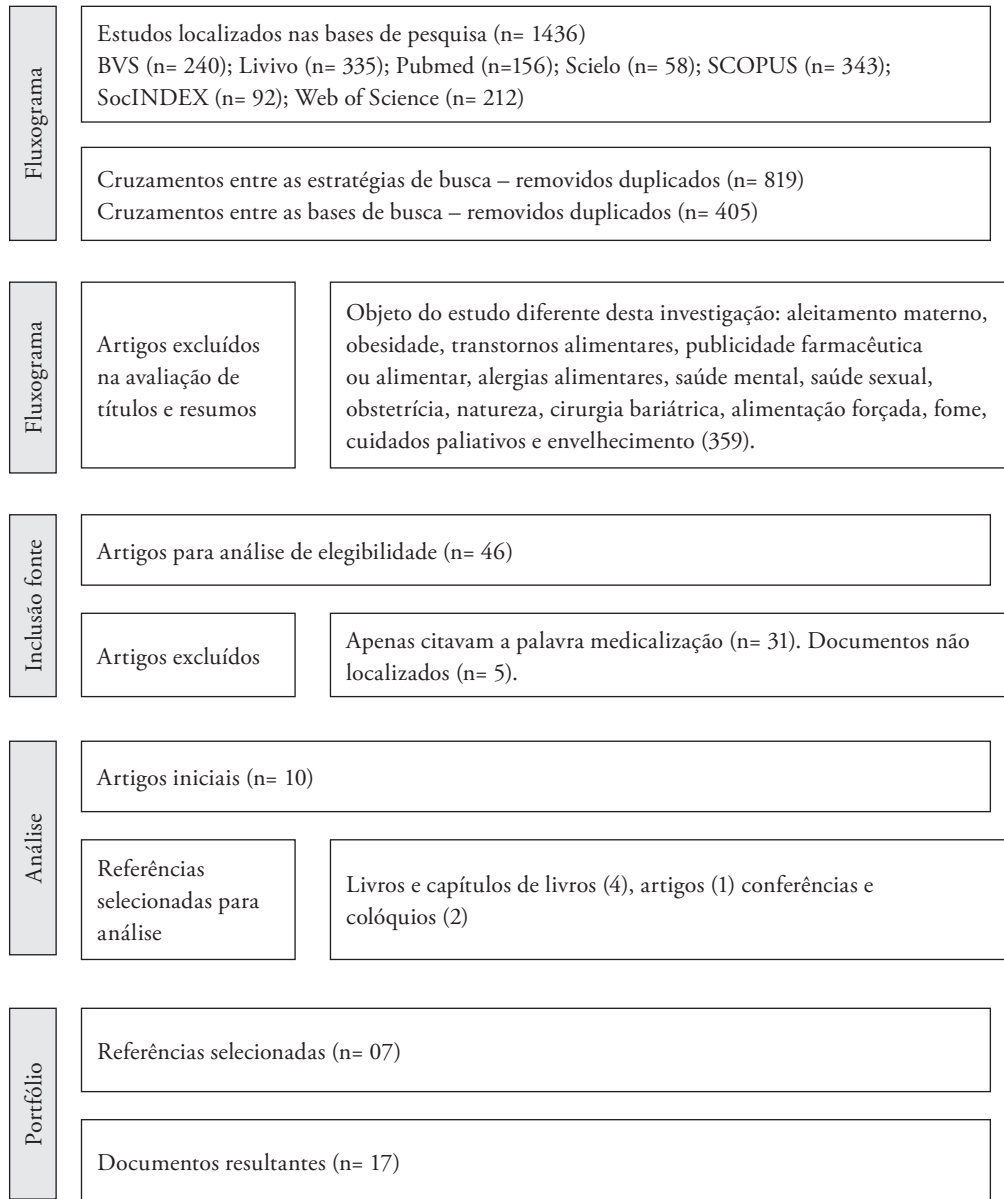 Fluxograma
Estudos localizados nas bases de pesquisa (n= 1436)
BVS (n= 240); Livivo (n= 335); Pubmed (n=156); Scielo (n= 58); SCOPUS (n= 343);
SocINDEX (n= 92); Web of Science (n= 212)
Cruzamentos entre as estratégias de busca – removidos duplicados (n= 819)
Cruzamentos entre as bases de busca – removidos duplicados (n= 405)
Fluxograma
Artigos excluídos
na avaliação de
títulos e resumos
Objeto do estudo diferente desta investigação: aleitamento materno,
obesidade, transtornos alimentares, publicidade farmacêutica
ou alimentar, alergias alimentares, saúde mental, saúde sexual,
obstetrícia, natureza, cirurgia bariátrica, alimentação forçada, fome,
cuidados paliativos e envelhecimento (359).
Inclusão fonte
Artigos para análise de elegibilidade (n= 46)
Artigos excluídos
Apenas citavam a palavra medicalização (n= 31). Documentos não
localizados (n= 5).
Análise
Artigos iniciais (n= 10)
Referências
selecionadas para
análise
Livros e capítulos de livros (4), artigos (1) conferências e
colóquios (2)
Portfólio
Referências selecionadas (n= 07)
Documentos resultantes (n= 17)